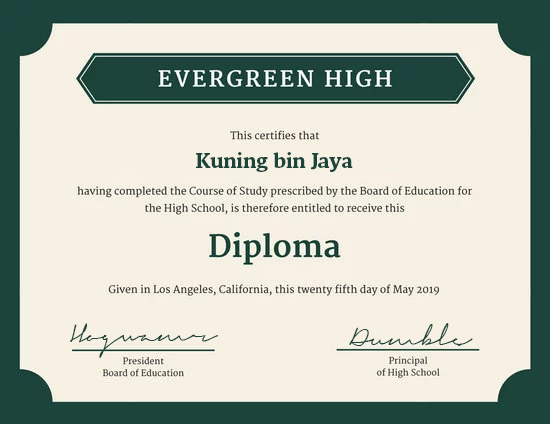 EVERGREEN HIGH
This certifies that
Kuning bin Jaya
having completed the Course of Study prescribed by the Board of Education for
the High School, is therefore entitled to receive this
Diploma
Given in Los Angeles, California, this twenty fifth day of May 2019
Dumble
President
Board of Education
Principal
of High School